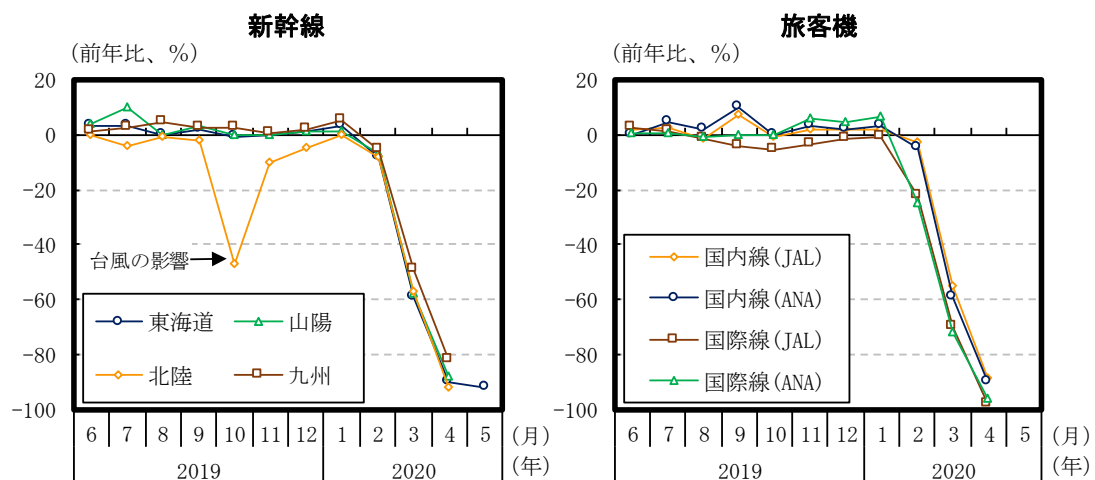 新幹線
(前年比、%)
20
0
-20
-40
-60
-80
-100
台風の影響
東海道 山陽
北陸 九州
6 7 8 9 10 11 12 1 2 3 4 5 (月)
2019 2020 (年)
旅客機
(前年比、%)
20
0
-20
-40
-60
-80
-100
国内線(JAL)
国内線(ANA)
国際線(JAL)
国際線(ANA)
6 7 8 9 10 11 12 1 2 3 4 5 (月)
2019 2020 (年)